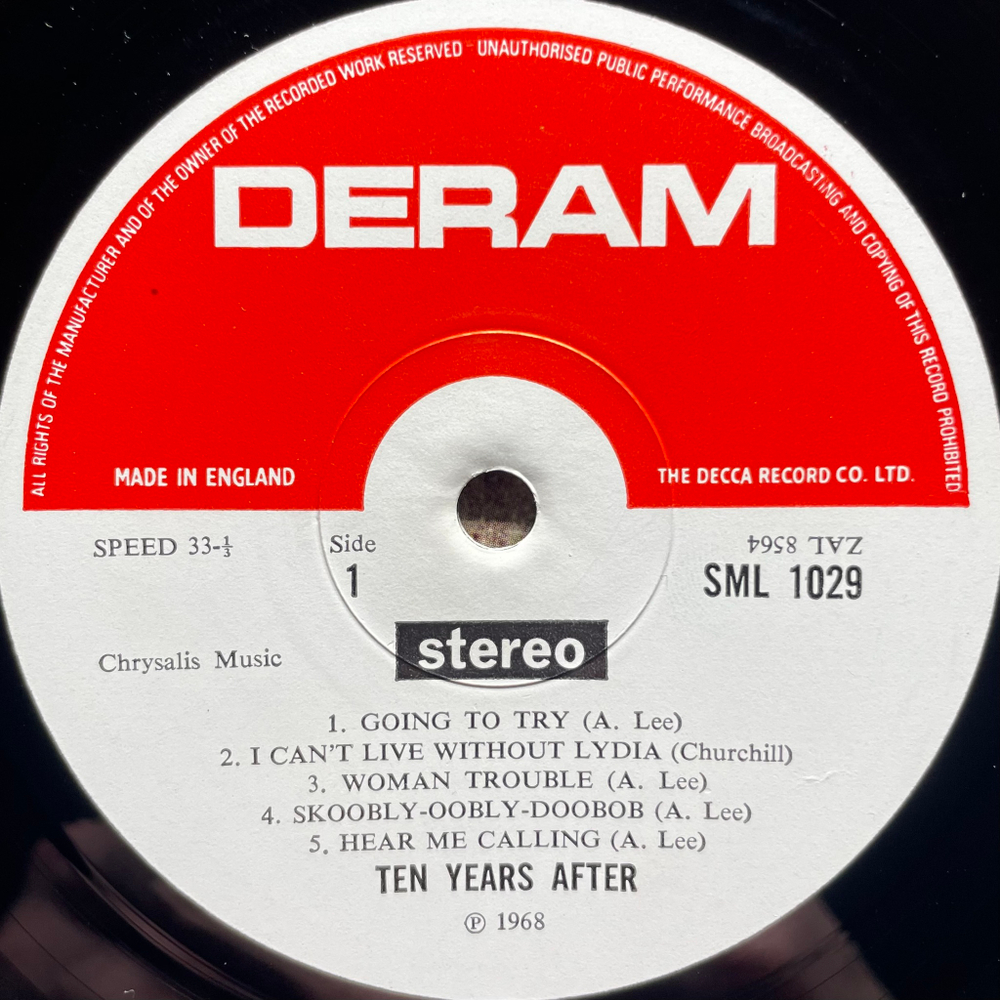 ALL RIGHTS OF THE MANUFACTURER AND OF THE OWNER OF THE RECORDED WORK RESERVED UNAUTHORISED PUBLIC PERFORMANCE BROADCASTING AND COPYING OF THIS RECORD PROHIBITED
DERAM
MADE IN ENGLAND
THE DECCA RECORD CO. LTD.
SPEED 33-⅓
Side
1
ZAL 8564
SML 1029
stereo
Chrysalis Music
1. GOING TO TRY (A. Lee)
2. I CAN'T LIVE WITHOUT LYDIA (Churchill)
3. WOMAN TROUBLE (A. Lee)
4. SKOOBLY-OOBLY-DOOBOB (A. Lee)
5. HEAR ME CALLING (A. Lee)
TEN YEARS AFTER
℗ 1968